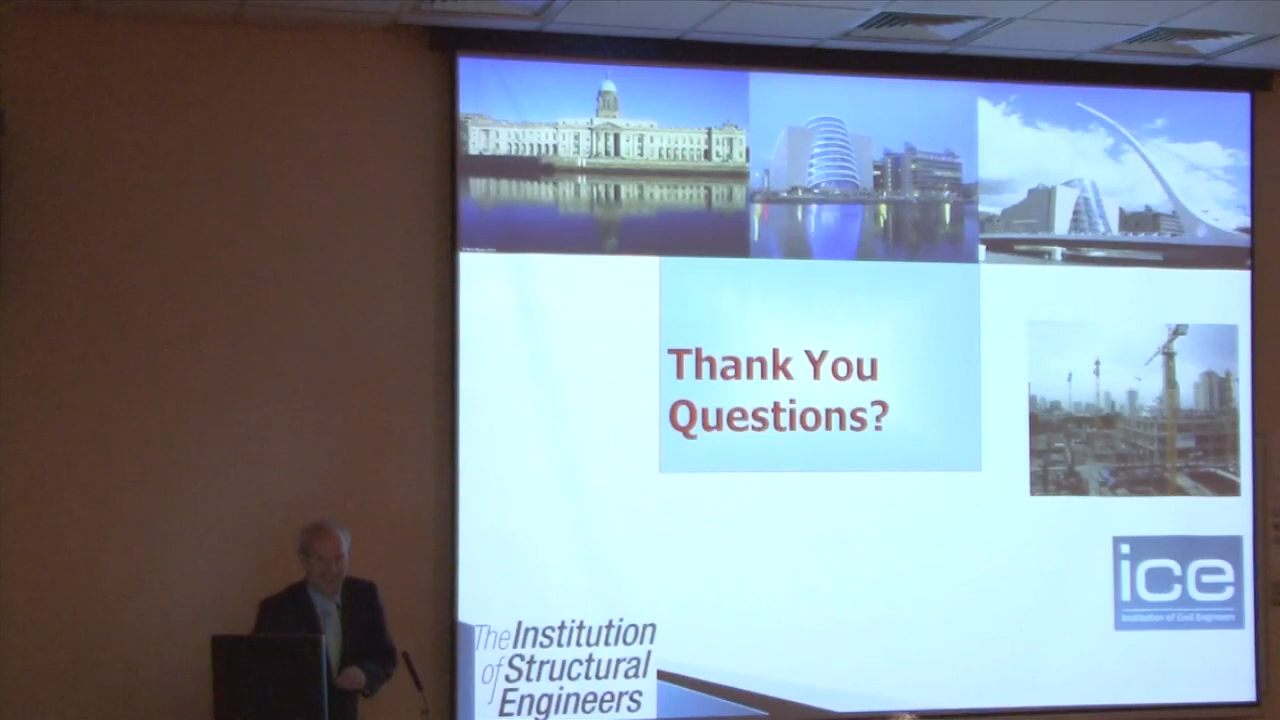 Thank You
Questions?
ice
Institution of Civil Engineers
The Institution
of Structural
Engineers